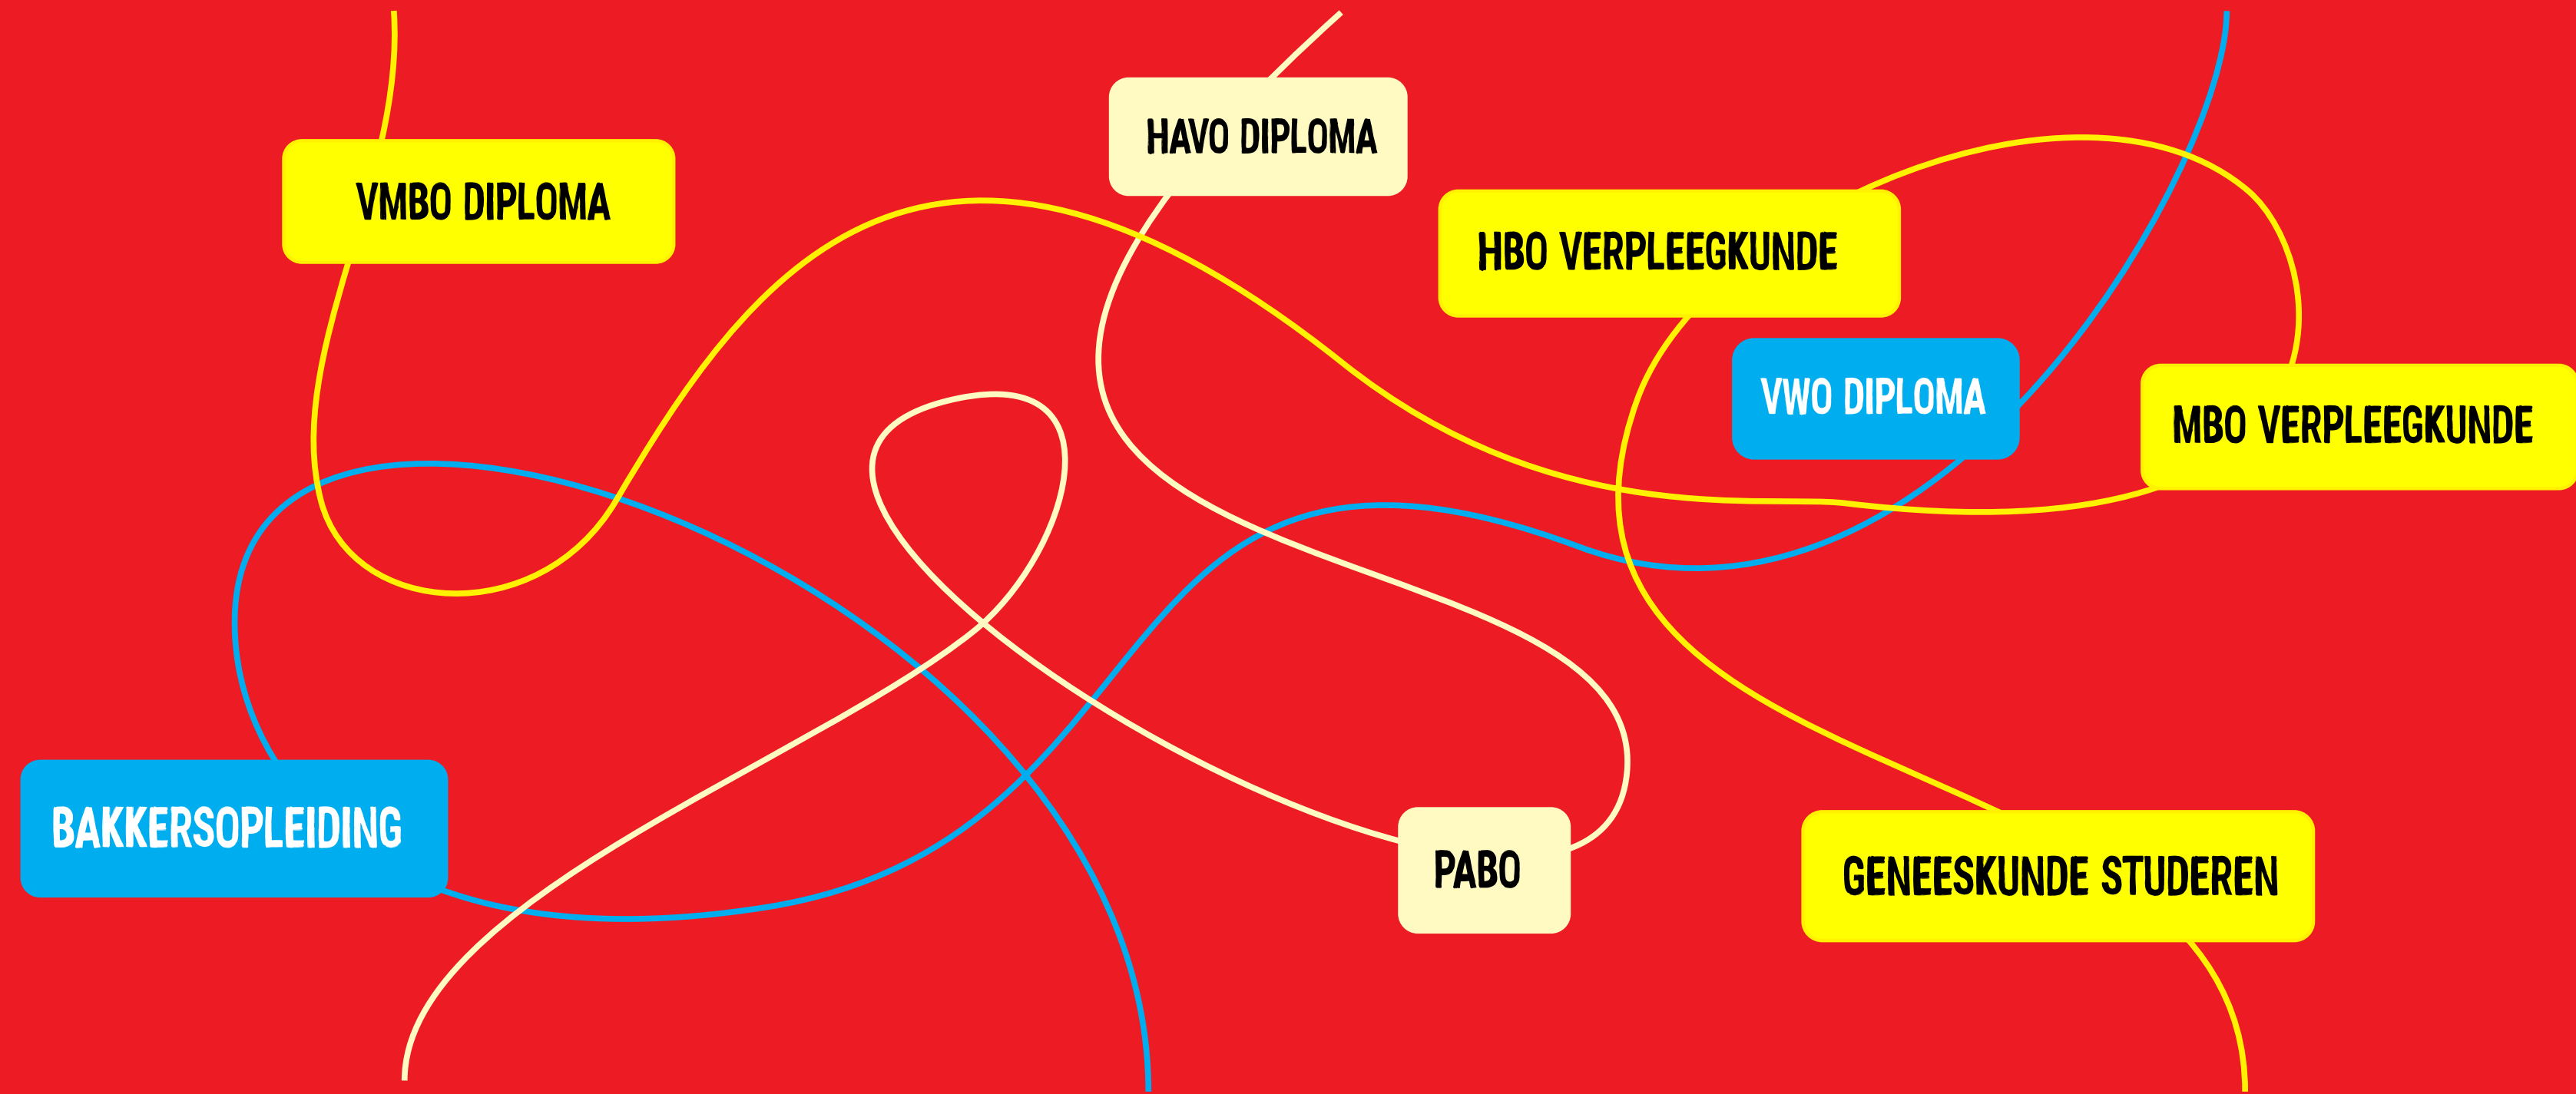 HAVO DIPLOMA
VMBO DIPLOMA
HBO VERPLEEGKUNDE
VWO DIPLOMA
MBO VERPLEEGKUNDE
BAKKERSOPLEIDING
PABO
GENEESKUNDE STUDEREN